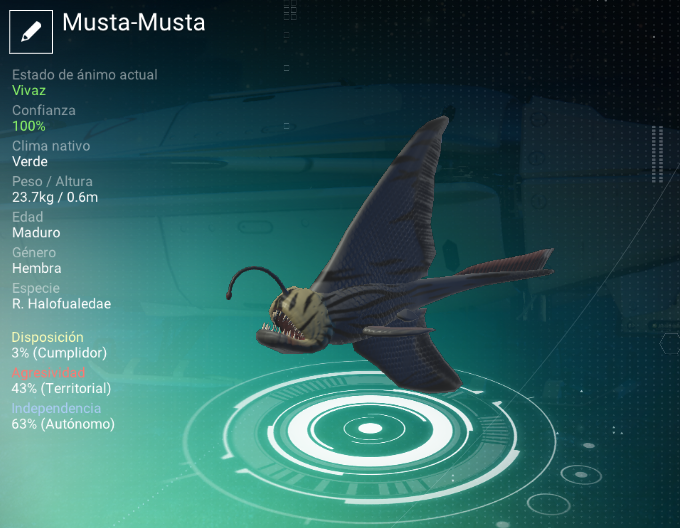 Musta-Musta
Estado de ánimo actual
Vivaz
Confianza
100%
Clima nativo
Verde
Peso / Altura
23.7kg / 0.6m
Edad
Maduro
Género
Hembra
Especie
R. Halofualedae
Disposición
3% (Cumplidor)
Agresividad
43% (Territorial)
Independencia
63% (Autónomo)